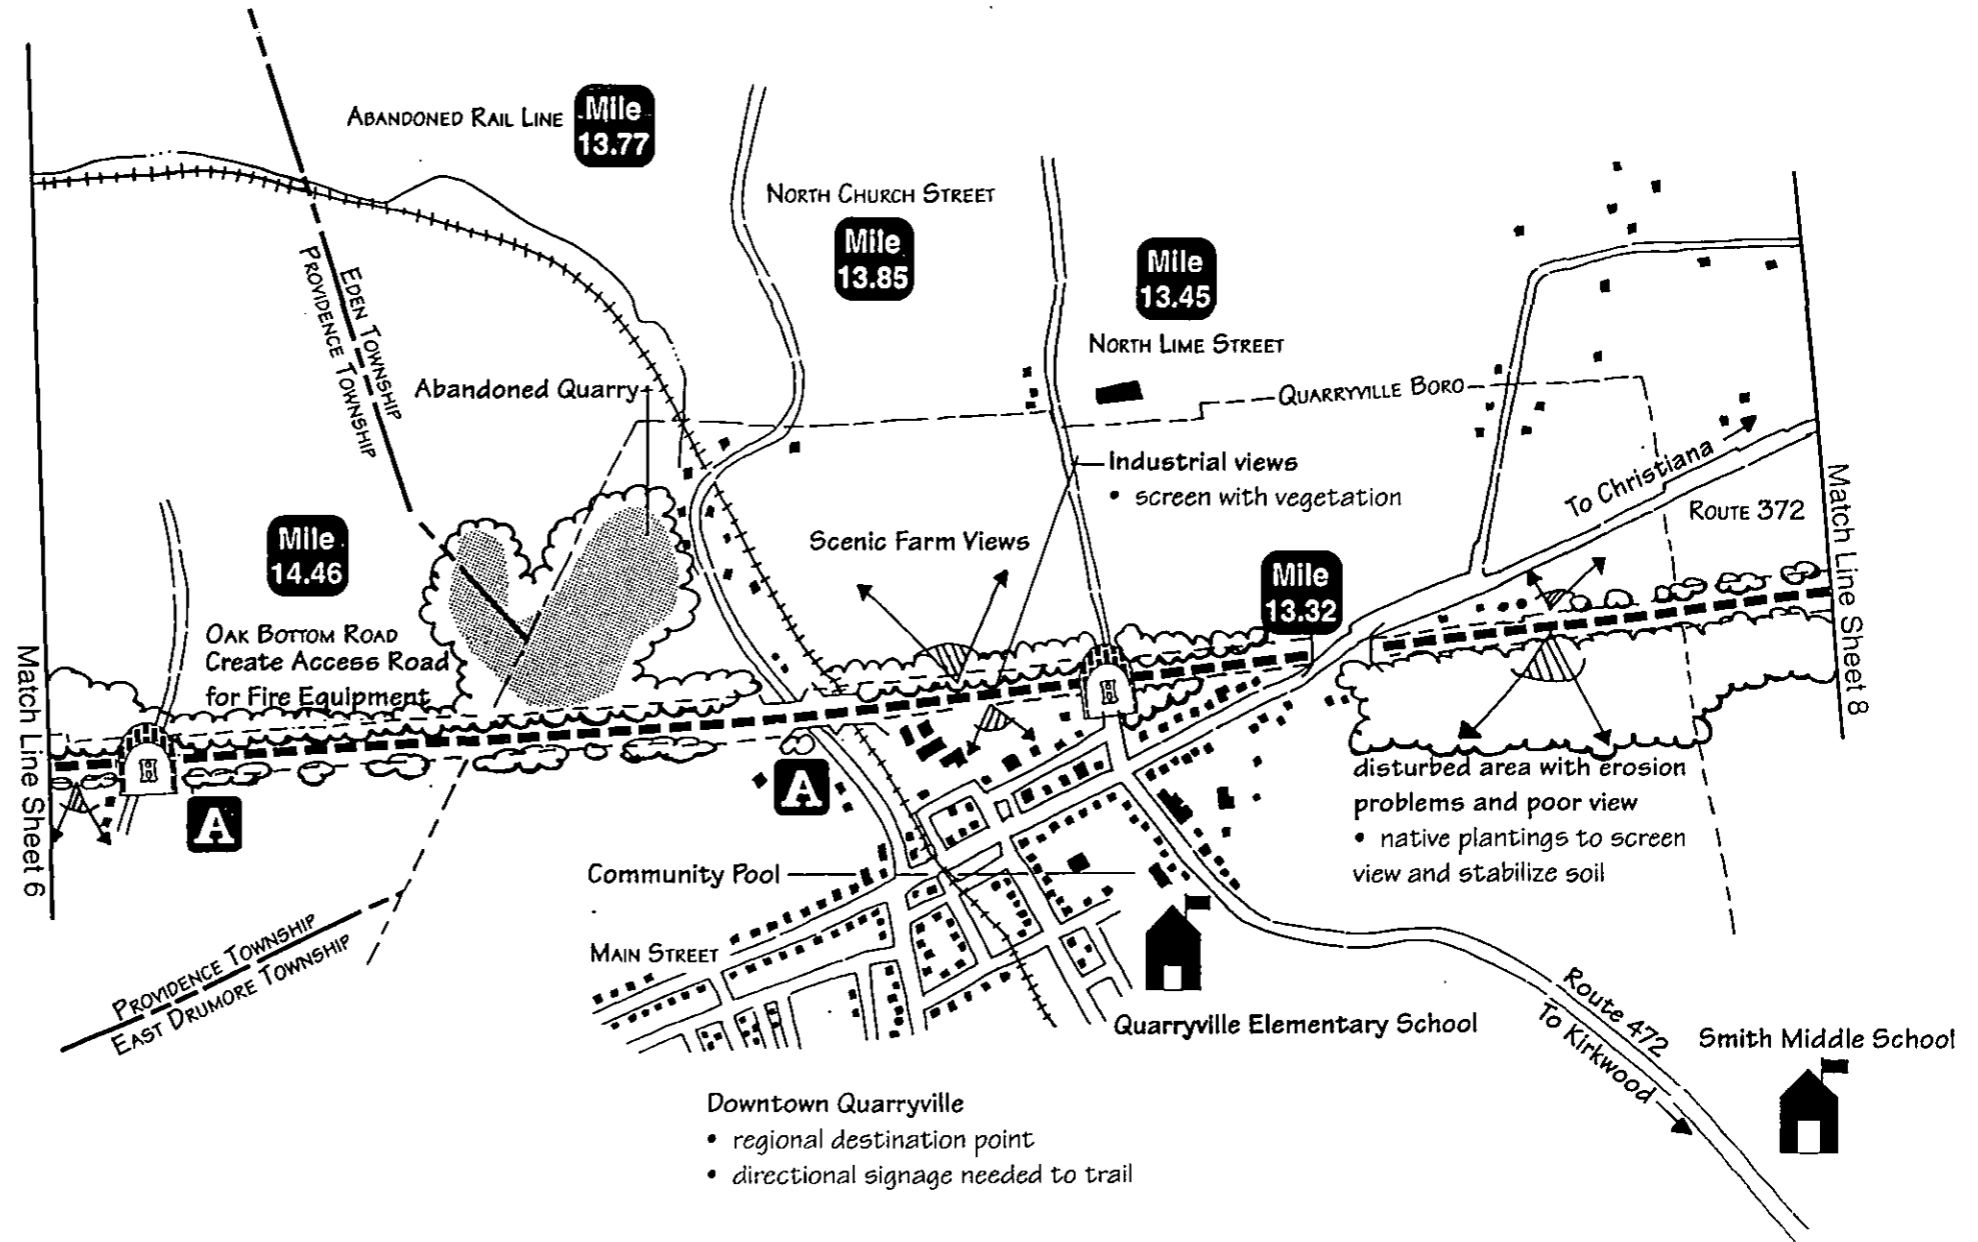 ABANDONED RAIL LINE
Mile
13.77
NORTH CHURCH STREET
Mile
13.85
Mile
13.45
NORTH LIME STREET
EDEN TOWNSHIP
PROVIDENCE TOWNSHIP
Abandoned Quarry
QUARRYVILLE BORO
Industrial views
• screen with vegetation
To Christiana
ROUTE 372
Scenic Farm Views
Mile
14.46
OAK BOTTOM ROAD
Create Access Road
for Fire Equipment
Mile
13.32
Match Line Sheet 6
Match Line Sheet 8
H
H
A
A
disturbed area with erosion
problems and poor view
• native plantings to screen
view and stabilize soil
Community Pool
MAIN STREET
PROVIDENCE TOWNSHIP
EAST DRUMORE TOWNSHIP
Quarryville Elementary School
Route 472
To Kirkwood
Smith Middle School
Downtown Quarryville
• regional destination point
• directional signage needed to trail